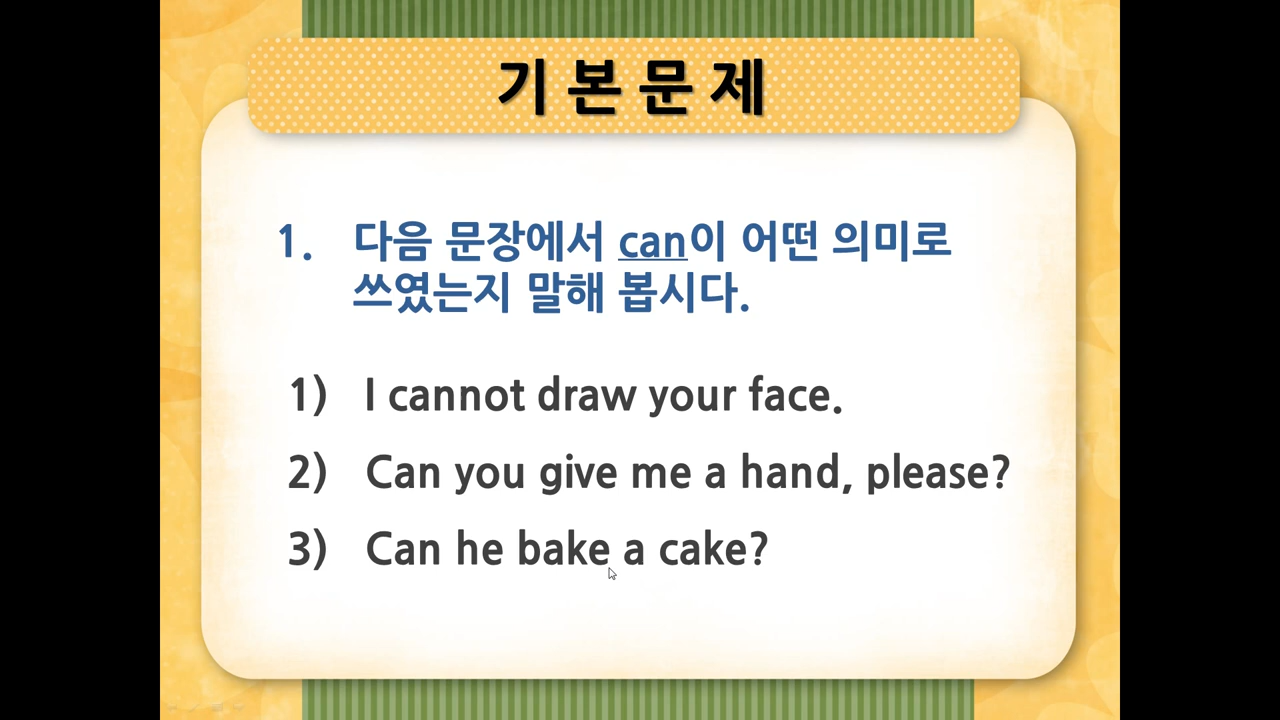 기 본 문 제
1. 다음 문장에서 can이 어떤 의미로
쓰였는지 말해 봅시다.
1) I cannot draw your face.
2) Can you give me a hand, please?
3) Can he bake a cake?